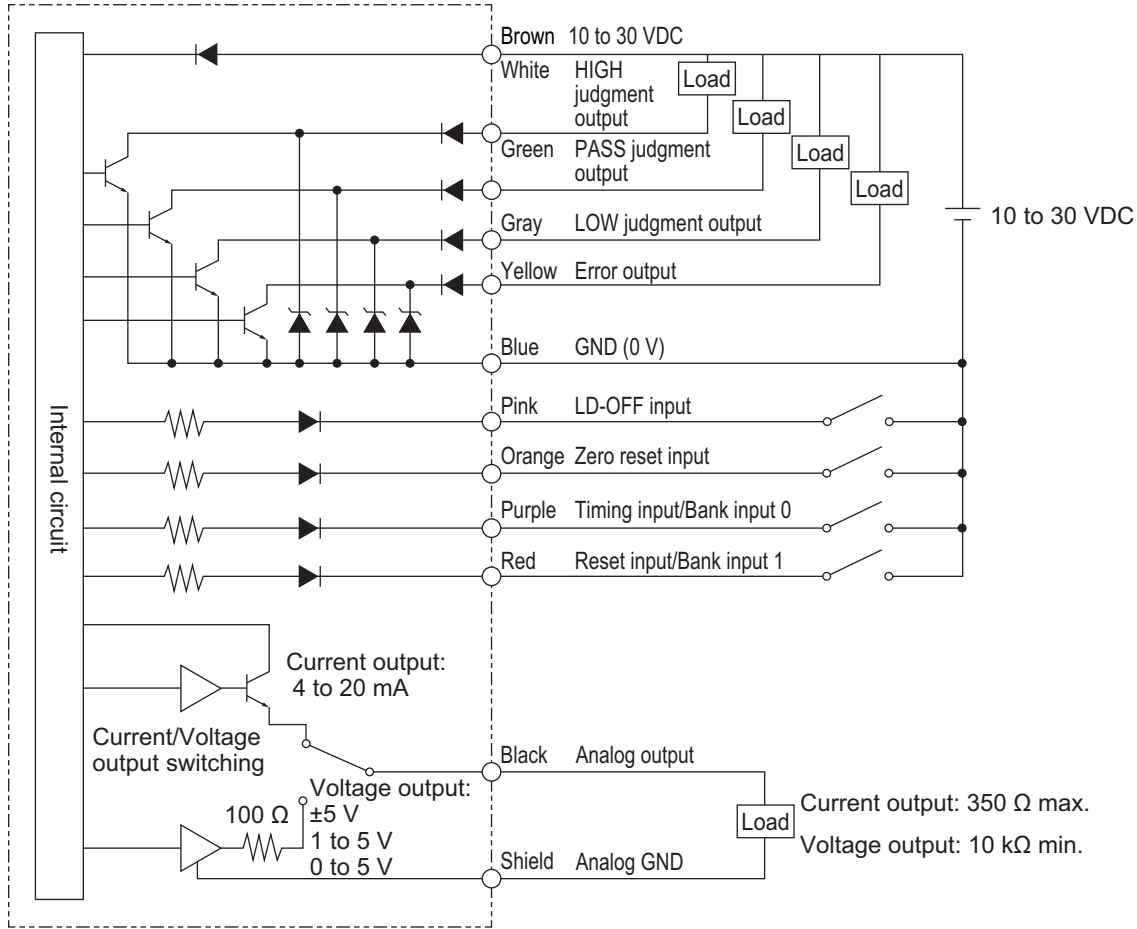 Internal circuit
Brown 10 to 30 VDC
White HIGH
judgment
output
Green PASS judgment
output
Gray LOW judgment output
Yellow Error output
Blue GND (0 V)
Load
Load
Load
Load
10 to 30 VDC
Pink LD-OFF input
Orange Zero reset input
Purple Timing input/Bank input 0
Red Reset input/Bank input 1
Current output:
4 to 20 mA
Current/Voltage
output switching
Voltage output:
±5 V
1 to 5 V
0 to 5 V
100 Ω
Black Analog output
Shield Analog GND
Load
Current output: 350 Ω max.
Voltage output: 10 kΩ min.